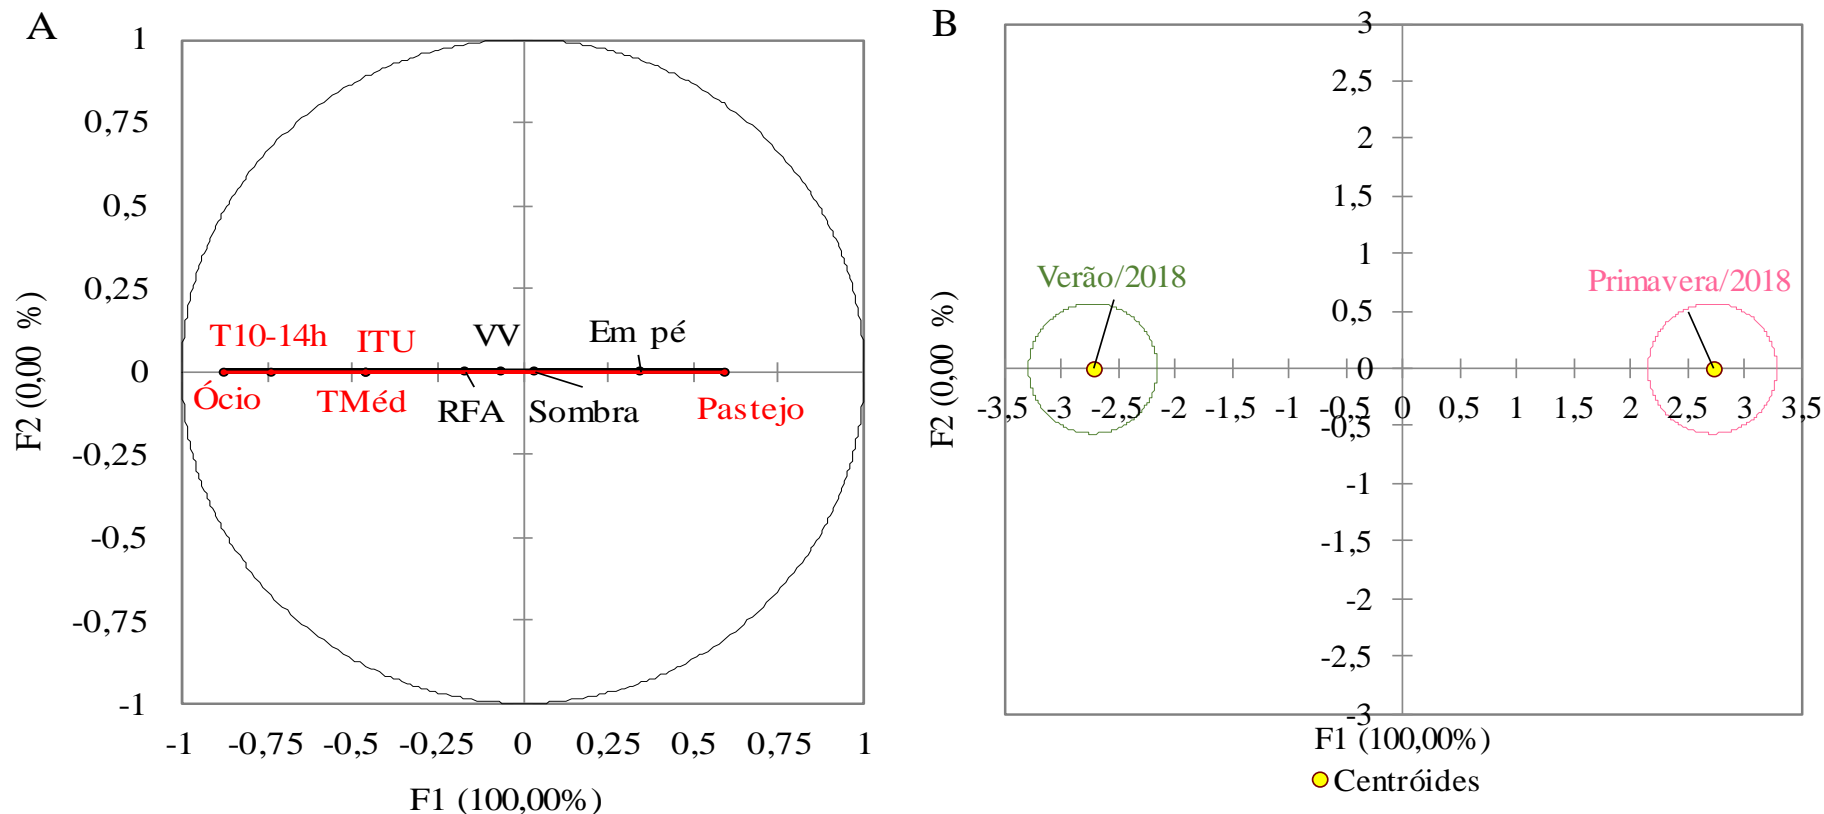 A
1
0,75
0,5
0,25
0
-0,25
-0,5
-0,75
-1
F2 (0,00 %)
T10-14h
ITU
VV
Em pé
Ócio
TMéd
RFA
Sombra
Pastejo
-1 -0,75 -0,5 -0,25 0 0,25 0,5 0,75 1
F1 (100,00%)
B
3
2,5
2
1,5
1
0,5
0
-0,5
-1
-1,5
-2
-2,5
-3
F2 (0,00 %)
Verão/2018
Primavera/2018
-3,5 -3 -2,5 -2 -1,5 -1 -0,5 0 0,5 1 1,5 2 2,5 3 3,5
F1 (100,00%)
Centróides